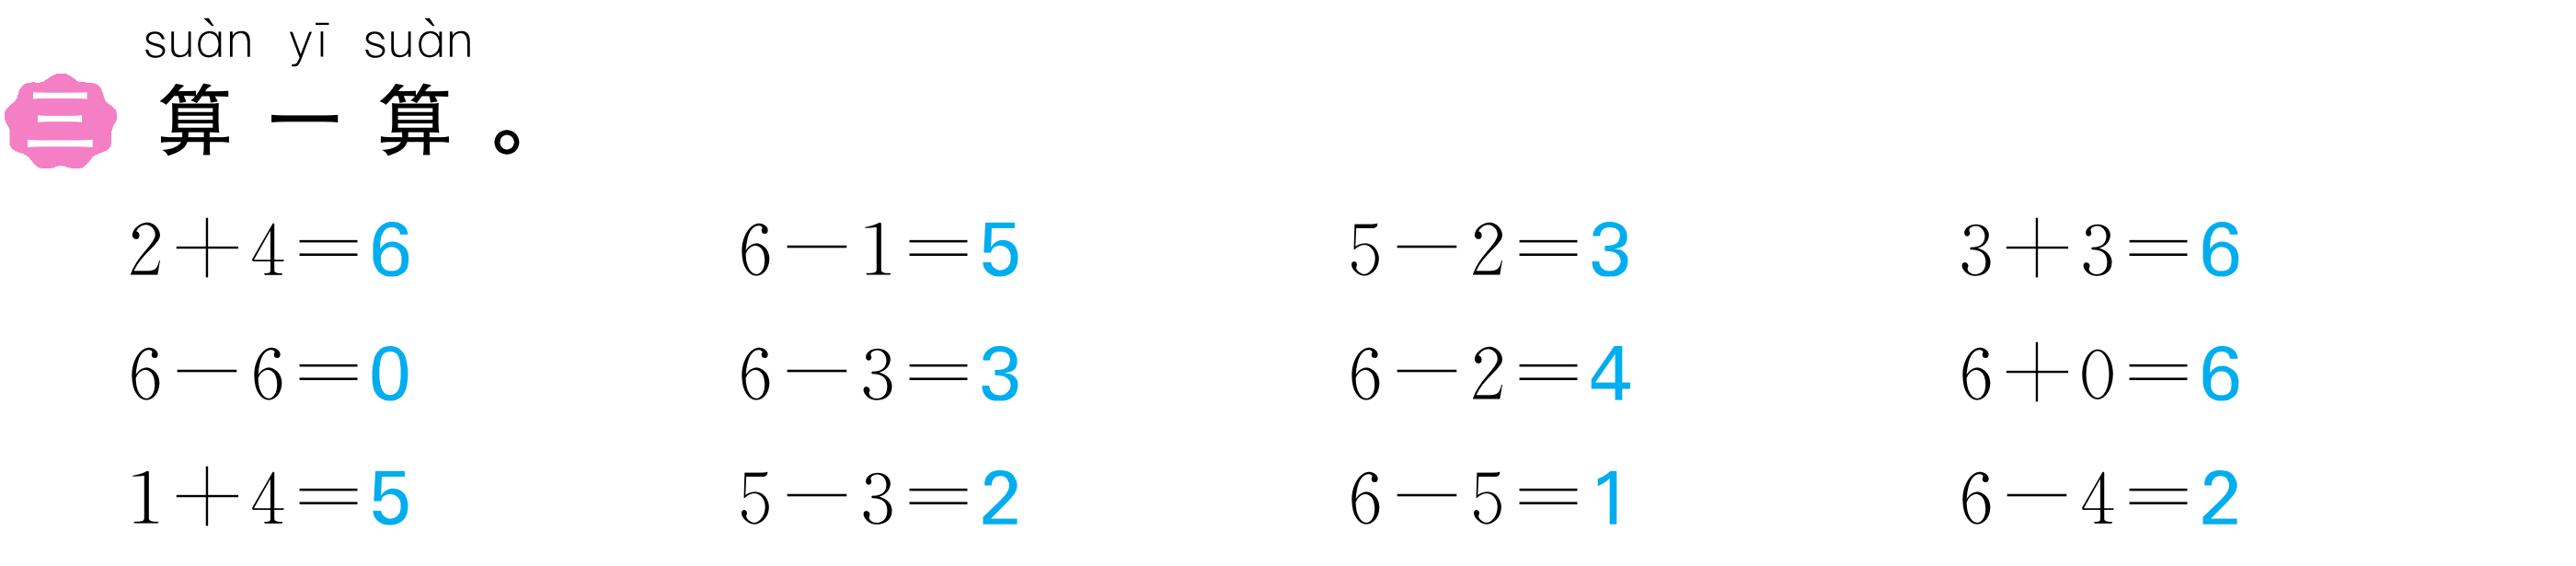 suàn yī suàn
三 算一算。
2+4=6 6-1=5 5-2=3 3+3=6
6-6=0 6-3=3 6-2=4 6+0=6
1+4=5 5-3=2 6-5=1 6-4=2